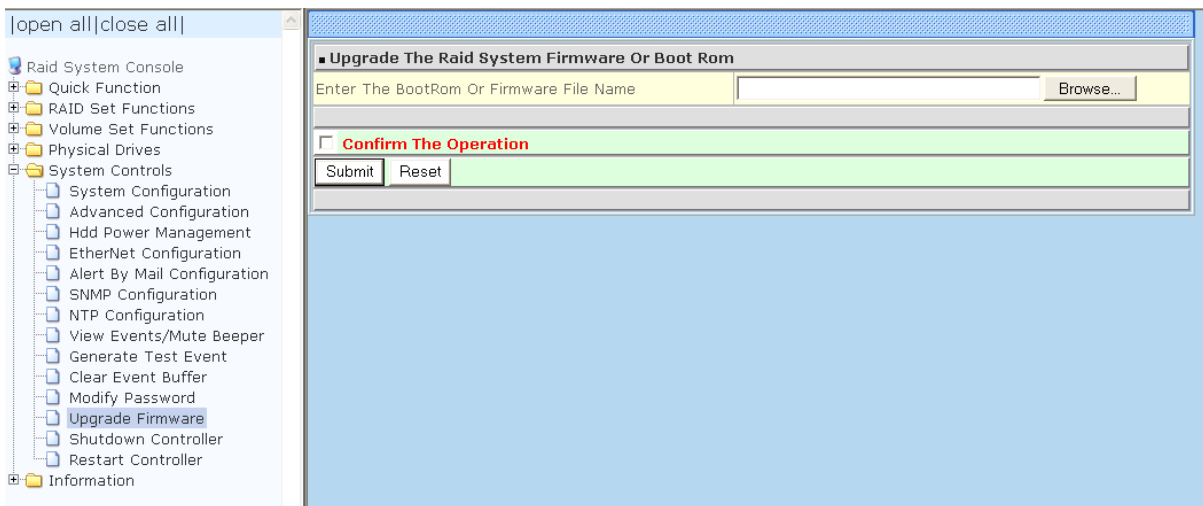 |open all|close all|
Raid System Console
Quick Function
RAID Set Functions
Volume Set Functions
Physical Drives
System Controls
System Configuration
Advanced Configuration
Hdd Power Management
EtherNet Configuration
Alert By Mail Configuration
SNMP Configuration
NTP Configuration
View Events/Mute Beeper
Generate Test Event
Clear Event Buffer
Modify Password
Upgrade Firmware
Shutdown Controller
Restart Controller
Information
Upgrade The Raid System Firmware Or Boot Rom
Enter The BootRom Or Firmware File Name Browse...
Confirm The Operation
Submit Reset